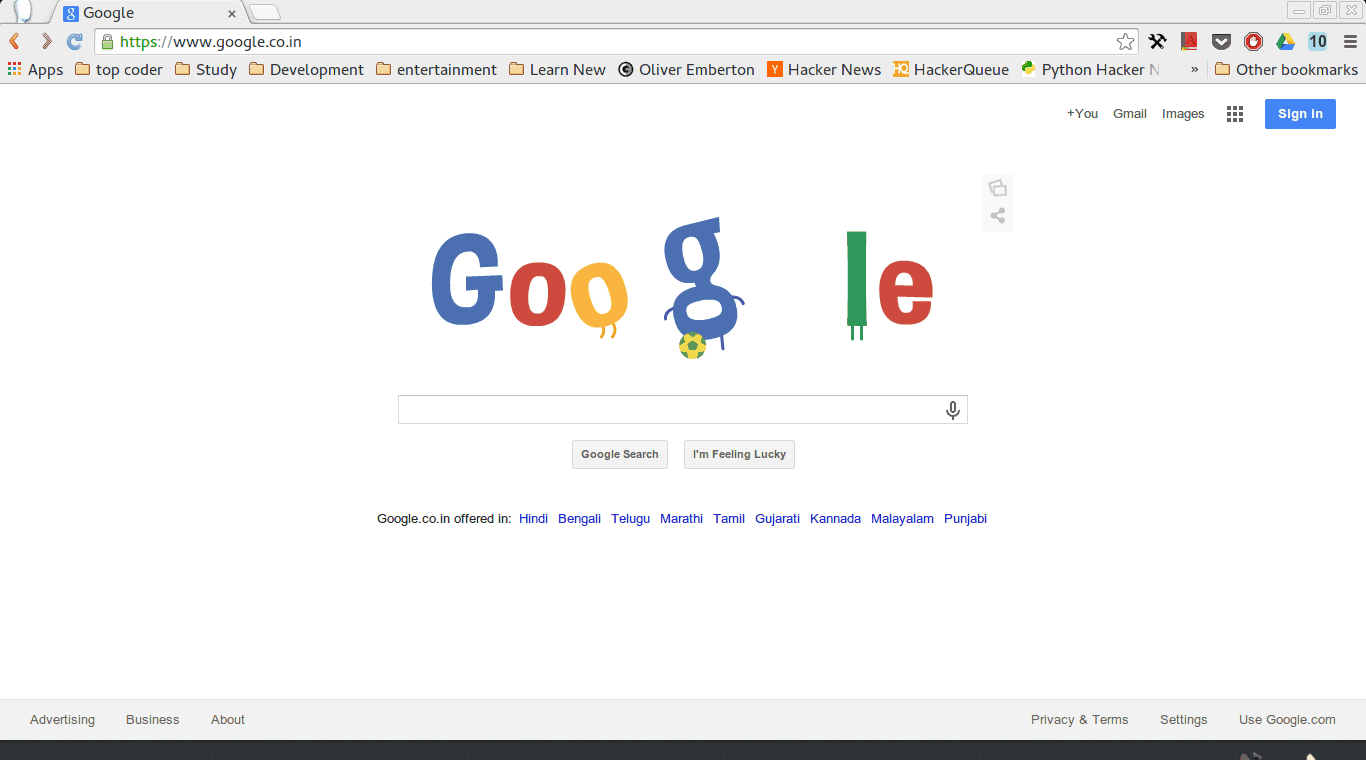 Google
https://www.google.co.in
10
Apps top coder Study Development entertainment Learn New Oliver Emberton Hacker News HackerQueue Python Hacker N » Other bookmarks
+You Gmail Images Sign in
Google
Google Search I'm Feeling Lucky
Google.co.in offered in: Hindi Bengali Telugu Marathi Tamil Gujarati Kannada Malayalam Punjabi
Advertising Business About Privacy & Terms Settings Use Google.com